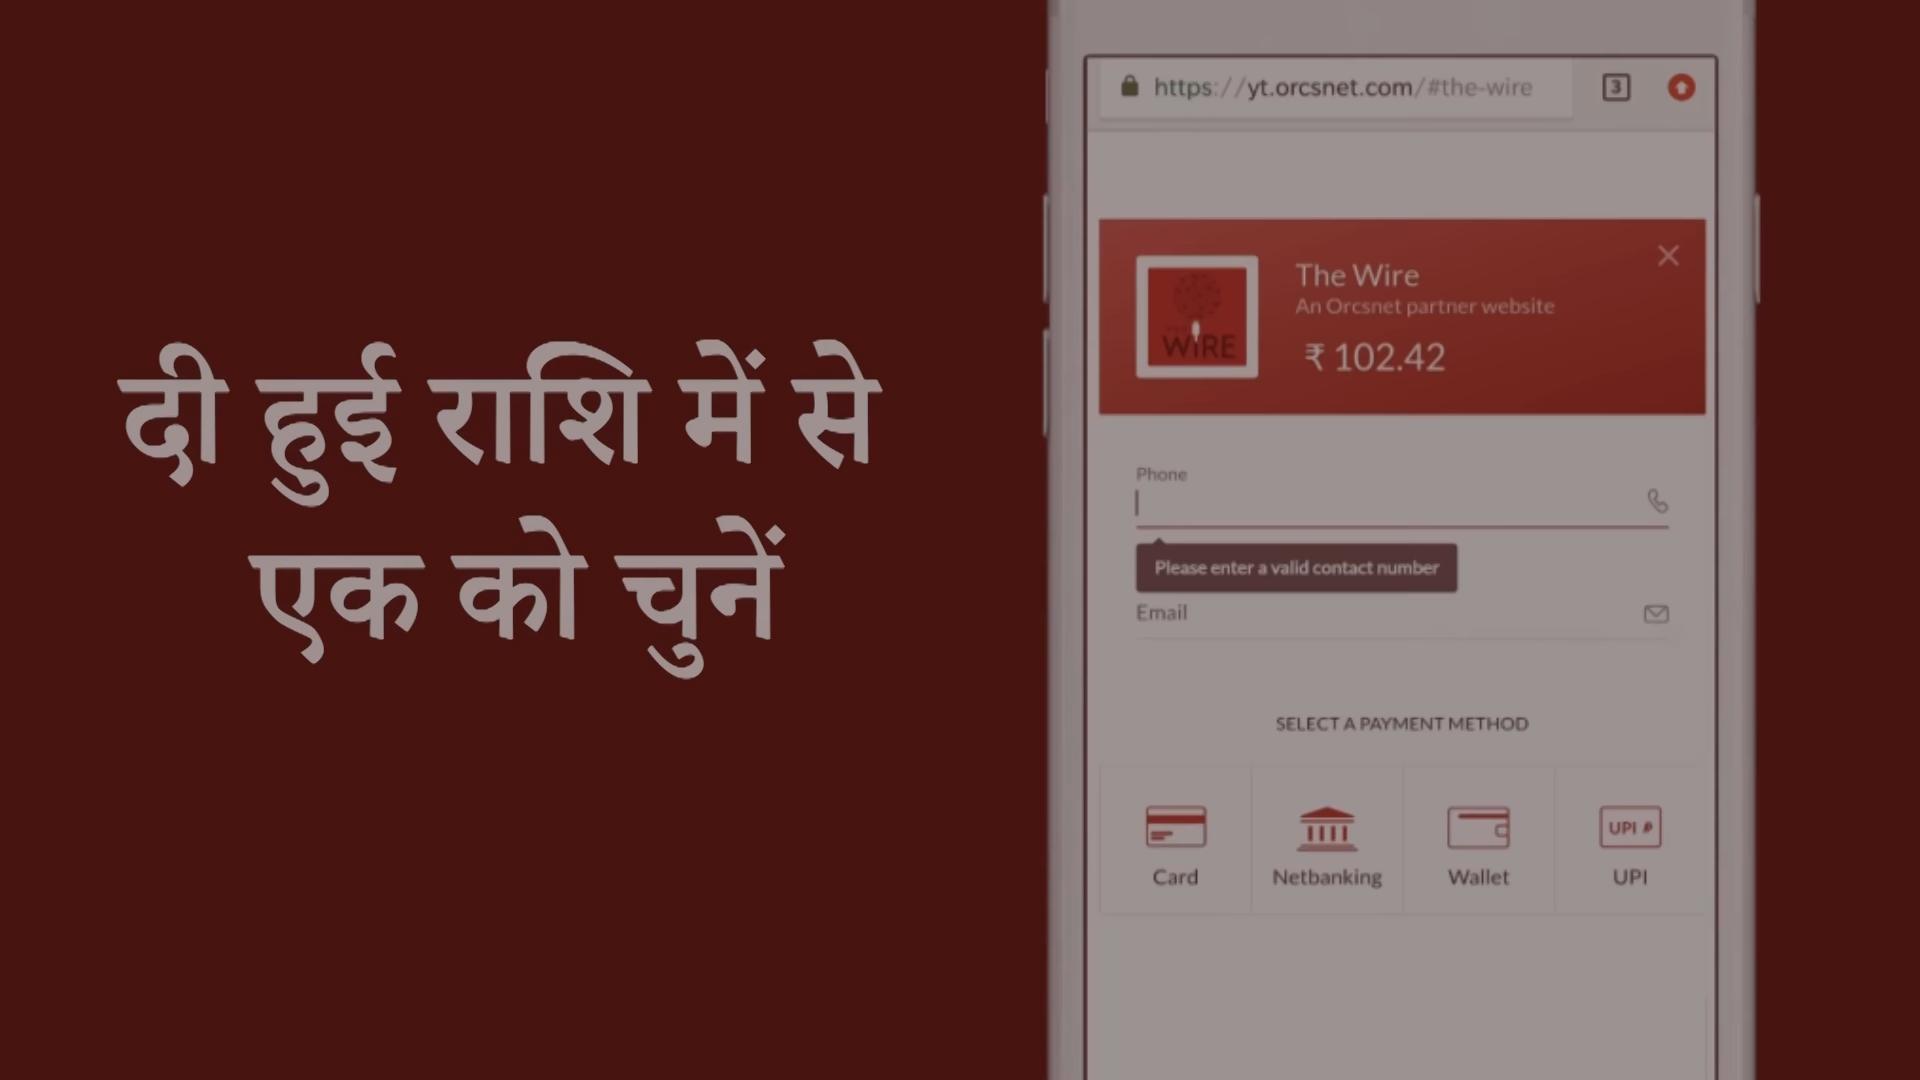 दी हुई राशि में से
एक को चुनें
https://yt.orcsnet.com/#the-wire
3
The Wire
An Orcsnet partner website
₹ 102.42
WiRE
Phone
Please enter a valid contact number
Email
SELECT A PAYMENT METHOD
Card
Netbanking
Wallet
UPI
UPI